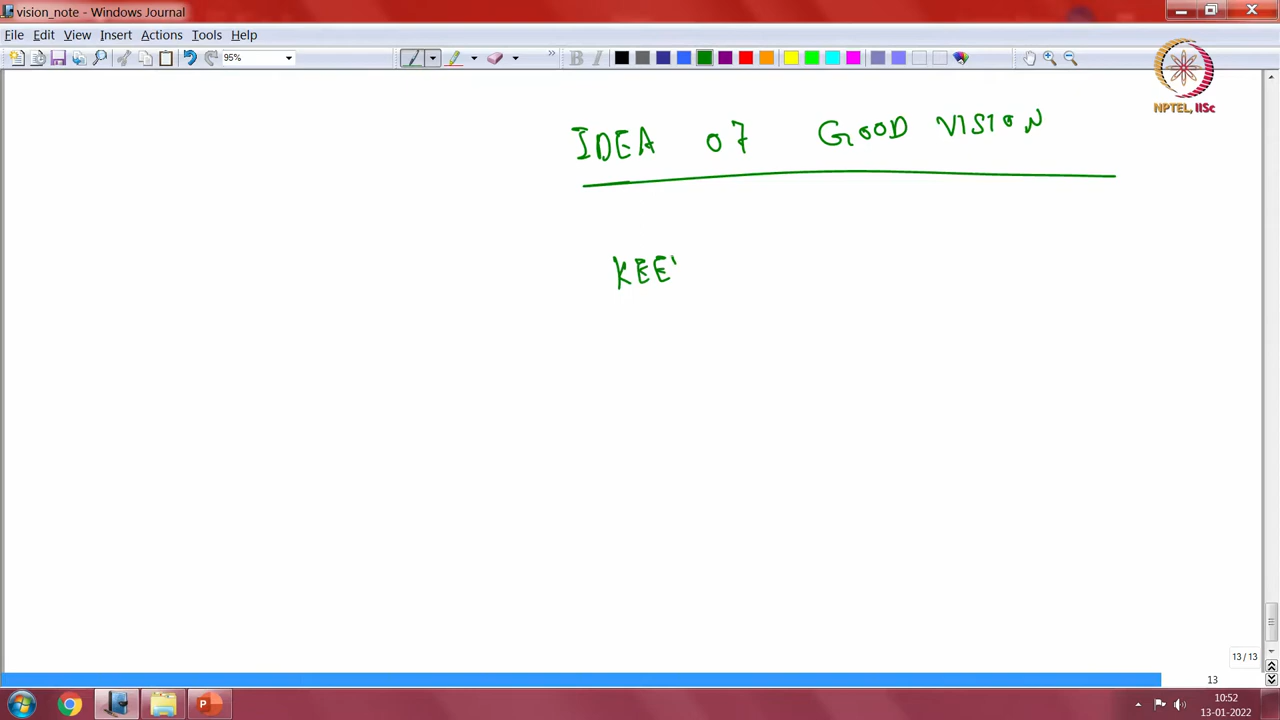 vision_note - Windows Journal
File Edit View Insert Actions Tools Help
95%
NPTEL, IISc
IDEA OF GOOD VISION
KEE
13 / 13
13
10:52
13-01-2022